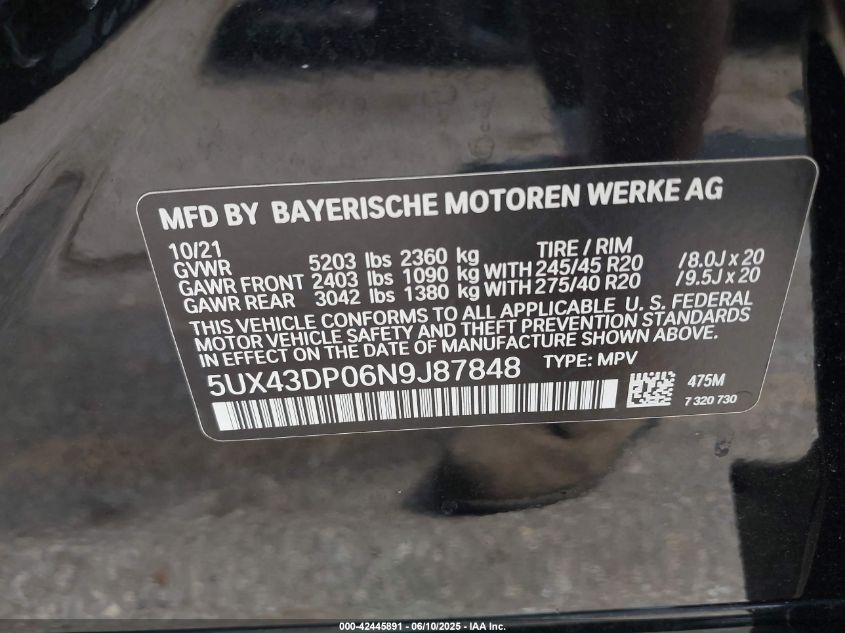 MFD BY BAYERISCHE MOTOREN WERKE AG
10/21 TIRE / RIM
GVWR 5203 lbs 2360 kg
GAWR FRONT 2403 lbs 1090 kg WITH 245/45 R20 /8.0J x 20
GAWR REAR 3042 lbs 1380 kg WITH 275/40 R20 /9.5J x 20
THIS VEHICLE CONFORMS TO ALL APPLICABLE U. S. FEDERAL
MOTOR VEHICLE SAFETY AND THEFT PREVENTION STANDARDS
IN EFFECT ON THE DATE OF MANUFACTURE SHOWN ABOVE.
5UX43DP06N9J87848 TYPE: MPV
475M
7 320 730
000-42445891 - 06/10/2025 - IAA Inc.